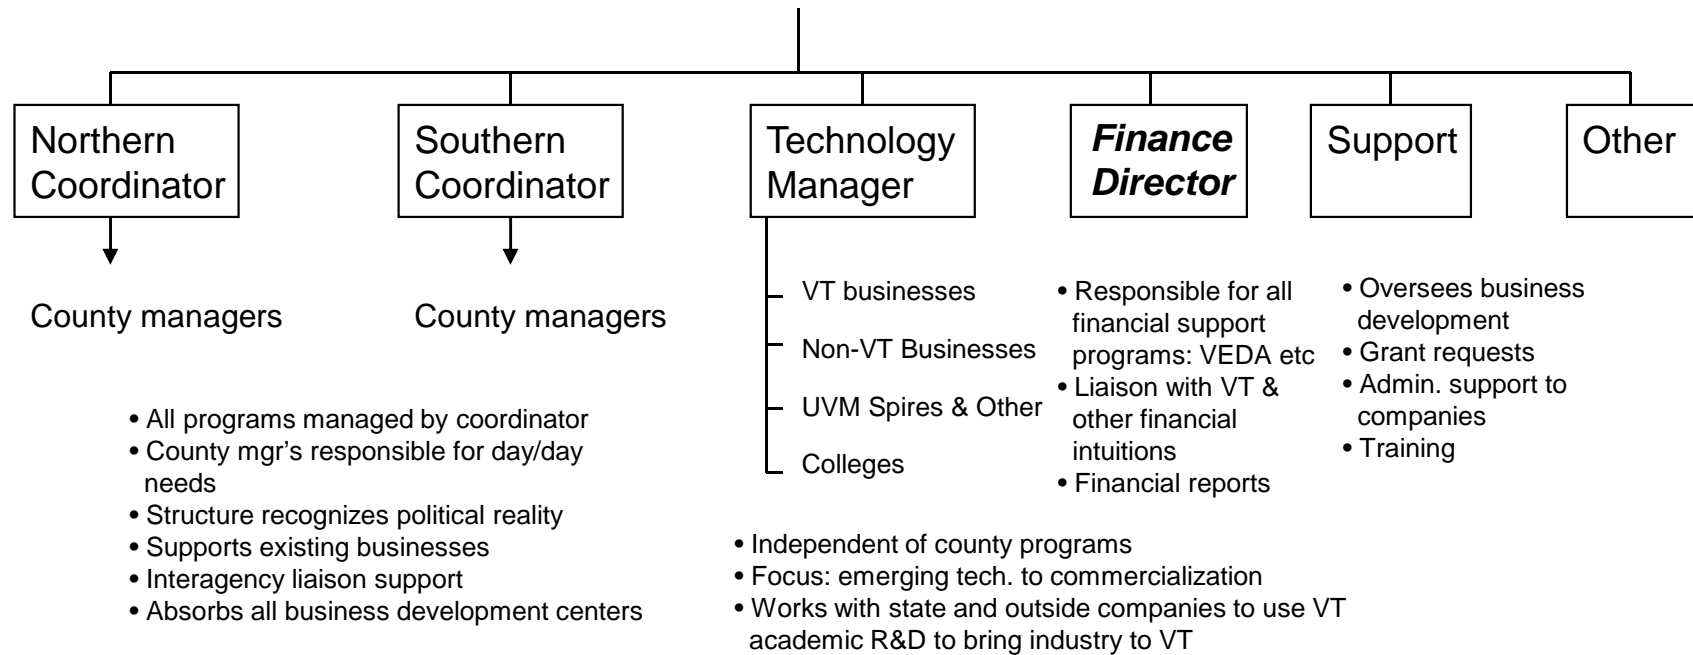 Northern
Coordinator
Southern
Coordinator
Technology
Manager
Finance
Director
Support
Other
County managers
County managers
• All programs managed by coordinator
• County mgr’s responsible for day/day
needs
• Structure recognizes political reality
• Supports existing businesses
• Interagency liaison support
• Absorbs all business development centers
VT businesses
Non-VT Businesses
UVM Spires & Other
Colleges
• Independent of county programs
• Focus: emerging tech. to commercialization
• Works with state and outside companies to use VT
academic R&D to bring industry to VT
• Responsible for all
financial support
programs: VEDA etc
• Liaison with VT &
other financial
intuitions
• Financial reports
• Oversees business
development
• Grant requests
• Admin. support to
companies
• Training